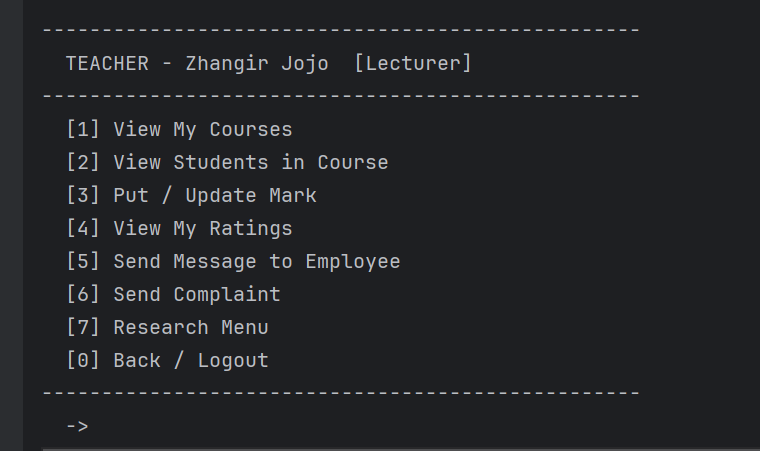 --------------------------------------------------
TEACHER - Zhangir Jojo  [Lecturer]
--------------------------------------------------
[1] View My Courses
[2] View Students in Course
[3] Put / Update Mark
[4] View My Ratings
[5] Send Message to Employee
[6] Send Complaint
[7] Research Menu
[0] Back / Logout
--------------------------------------------------
->